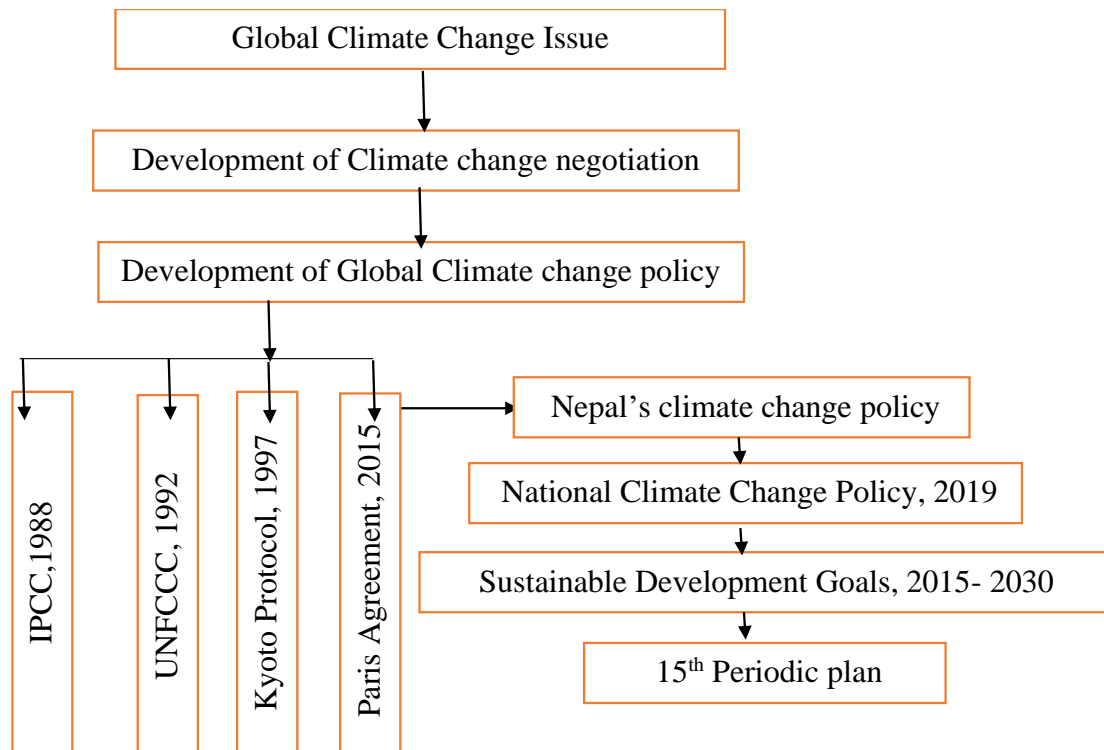 Global Climate Change Issue
Development of Climate change negotiation
Development of Global Climate change policy
IPCC,1988
UNFCCC, 1992
Kyoto Protocol, 1997
Paris Agreement, 2015
Nepal’s climate change policy
National Climate Change Policy, 2019
Sustainable Development Goals, 2015- 2030
15th Periodic plan